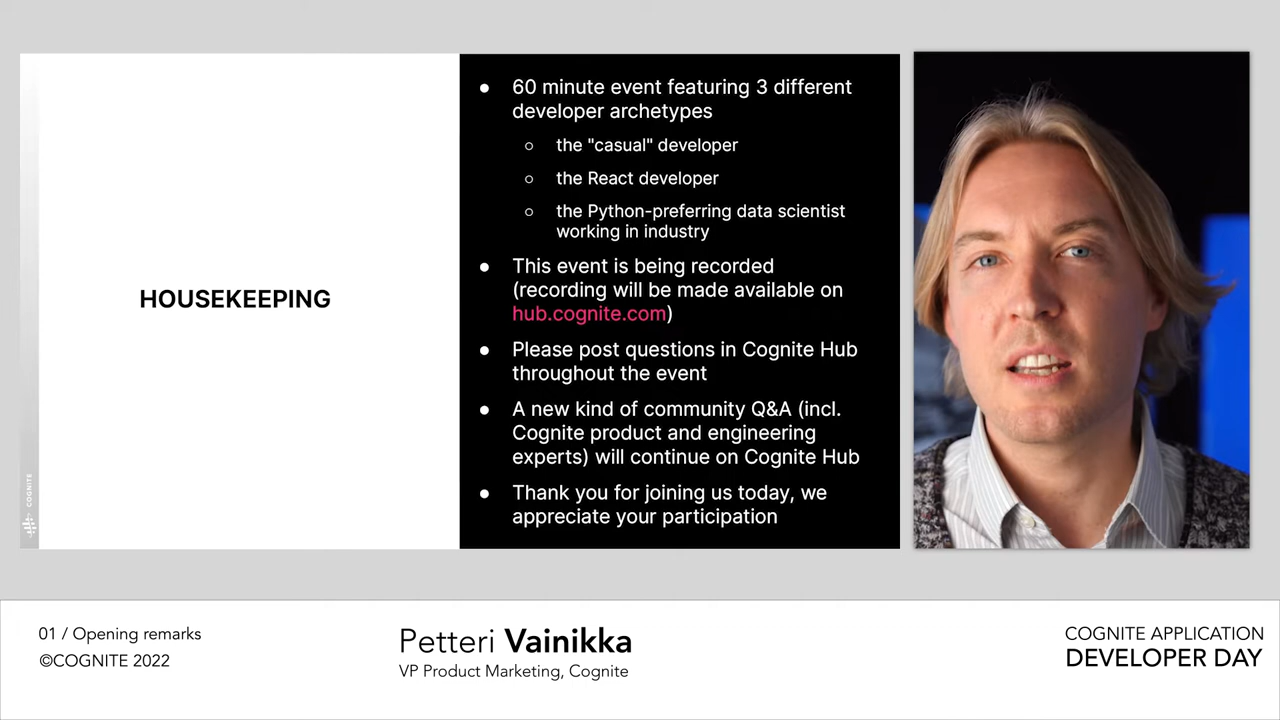 HOUSEKEEPING
● 60 minute event featuring 3 different
developer archetypes
○ the "casual" developer
○ the React developer
○ the Python-preferring data scientist
working in industry
● This event is being recorded
(recording will be made available on
hub.cognite.com)
● Please post questions in Cognite Hub
throughout the event
● A new kind of community Q&A (incl.
Cognite product and engineering
experts) will continue on Cognite Hub
● Thank you for joining us today, we
appreciate your participation
COGNITE
01 / Opening remarks
©COGNITE 2022
Petteri Vainikka
VP Product Marketing, Cognite
COGNITE APPLICATION
DEVELOPER DAY